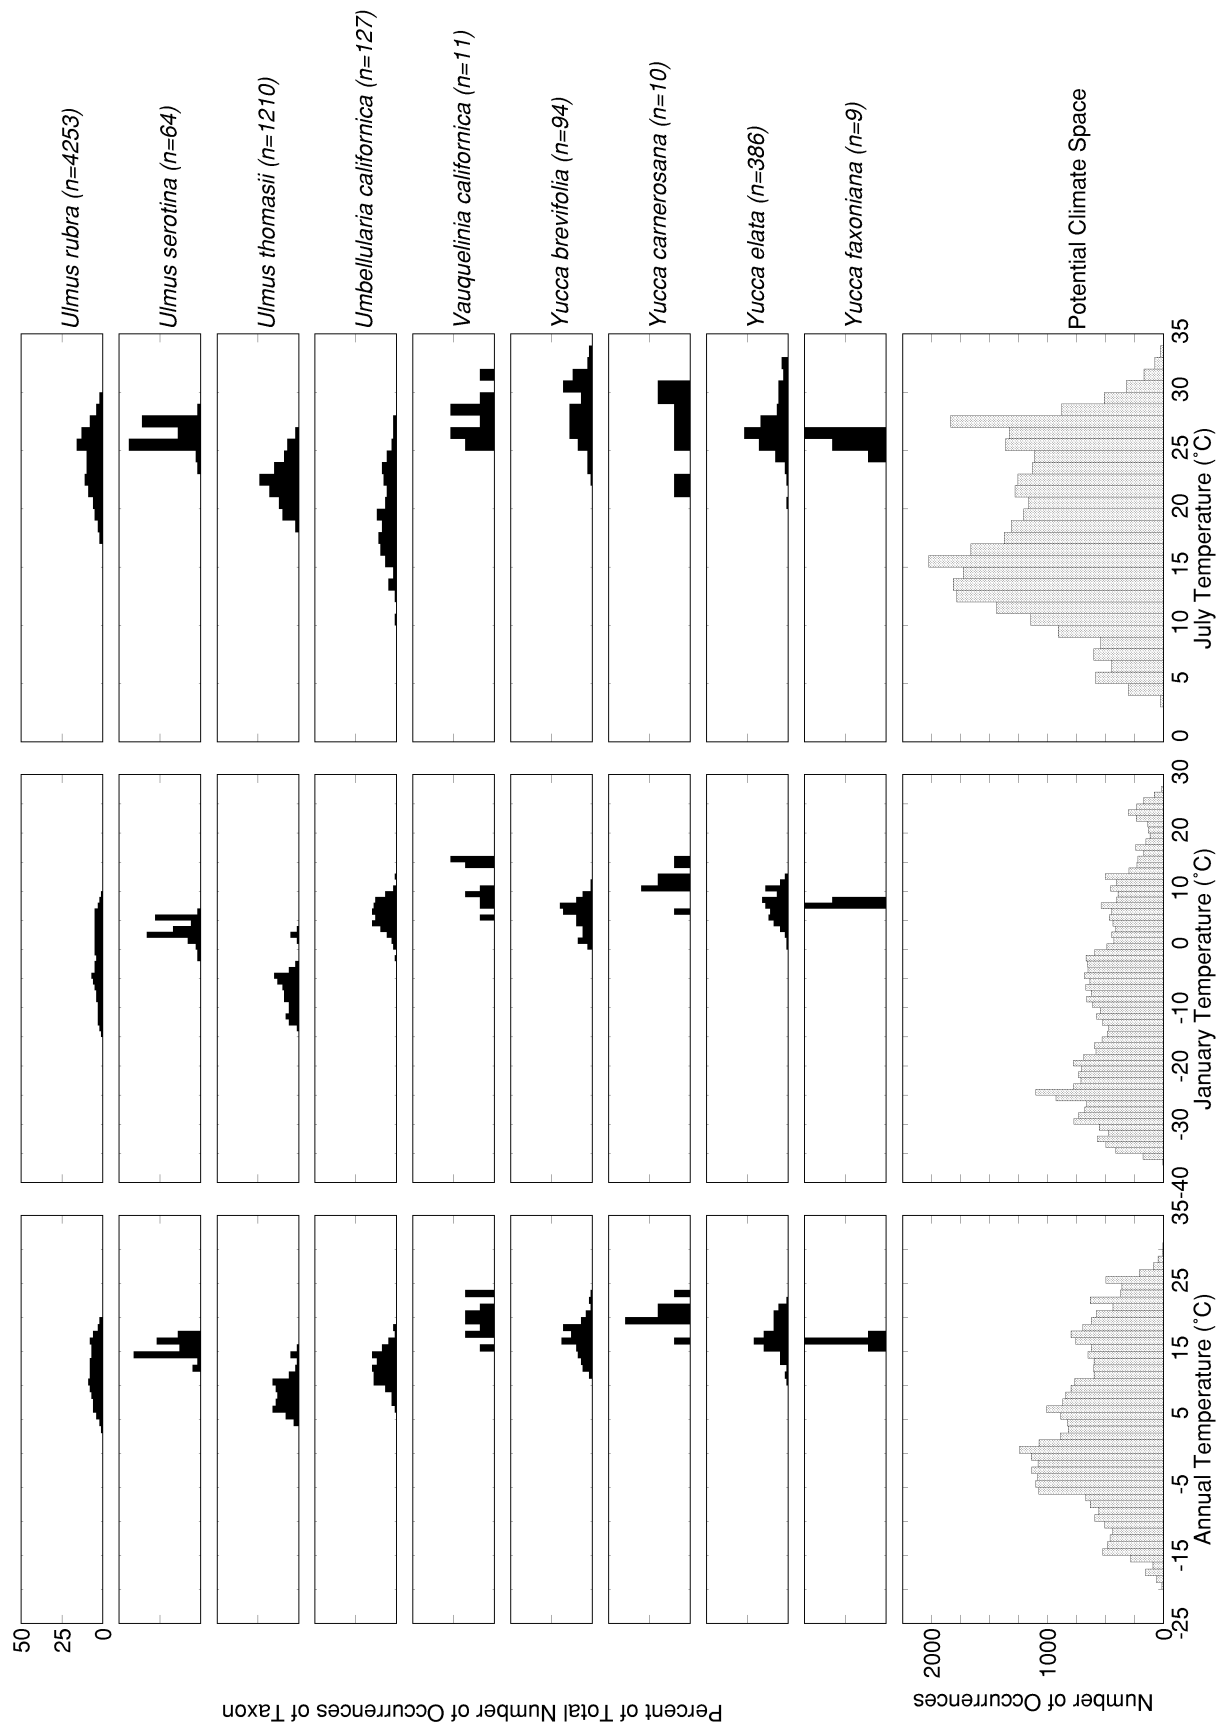 Ulmus rubra (n=4253)
Ulmus serotina (n=64)
Ulmus thomasii (n=1210)
Umbellularia californica (n=127)
Vauquelinia californica (n=11)
Yucca brevifolia (n=94)
Yucca carnerosana (n=10)
Yucca elata (n=386)
Yucca faxoniana (n=9)
Potential Climate Space
50
25
0
Percent of Total Number of Occurrences of Taxon
2000
1000
0
Number of Occurrences
-25 -15 -5 5 15 25 35
Annual Temperature (˚C)
-40 -30 -20 -10 0 10 20 30
January Temperature (˚C)
0 5 10 15 20 25 30 35
July Temperature (˚C)